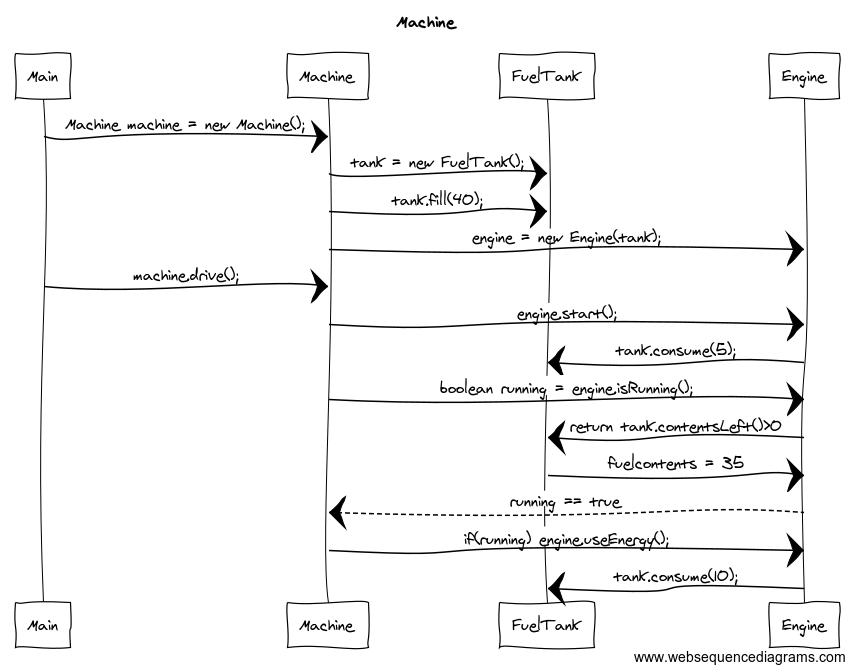 Machine
Main Machine FuelTank Engine
Machine machine = new Machine();
tank = new FuelTank();
tank.fill(40);
engine = new Engine(tank);
machine.drive();
engine.start();
tank.consume(5);
boolean running = engine.isRunning();
return tank.contentsLeft()>0
fuelcontents = 35
running == true
if(running) engine.useEnergy();
tank.consume(10);
Main Machine FuelTank Engine
www.websequencediagrams.com